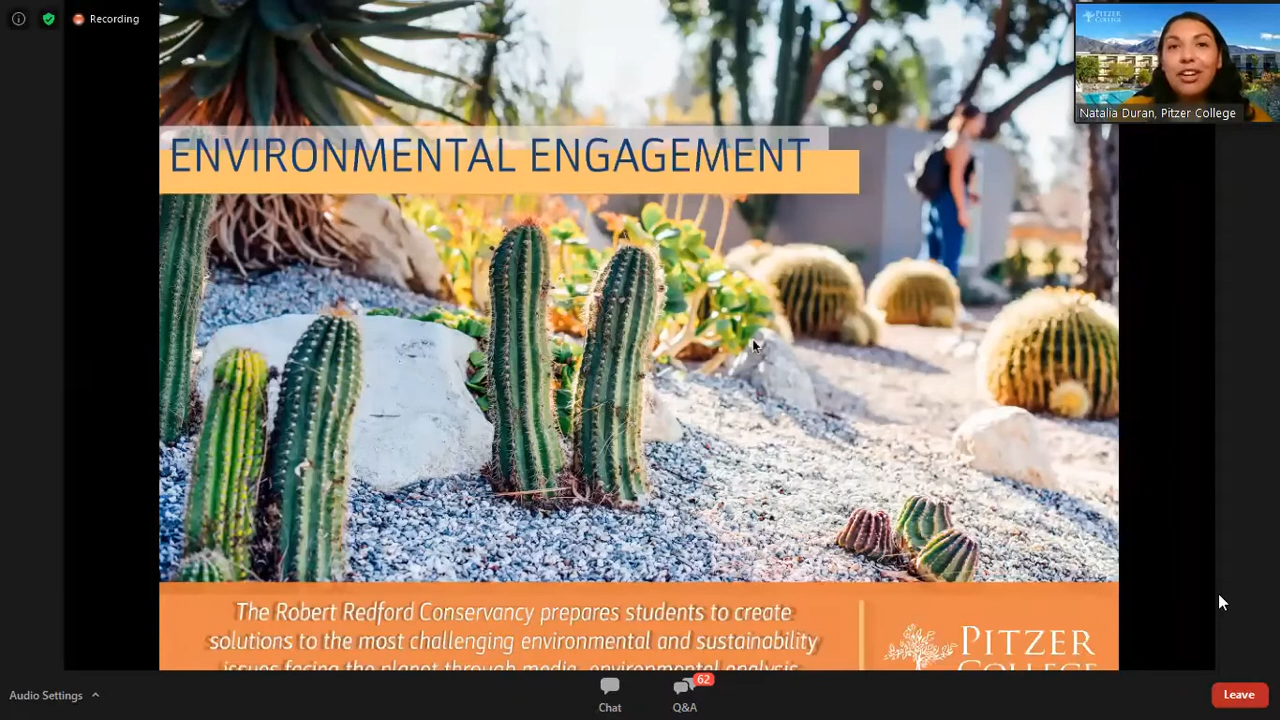 Recording
PITZER
COLLEGE
Natalia Duran, Pitzer College
ENVIRONMENTAL ENGAGEMENT
The Robert Redford Conservancy prepares students to create
solutions to the most challenging environmental and sustainability
issues facing the planet through media, environmental analysis
PITZER
COLLEGE
Audio Settings
Chat
62
Q&A
Leave